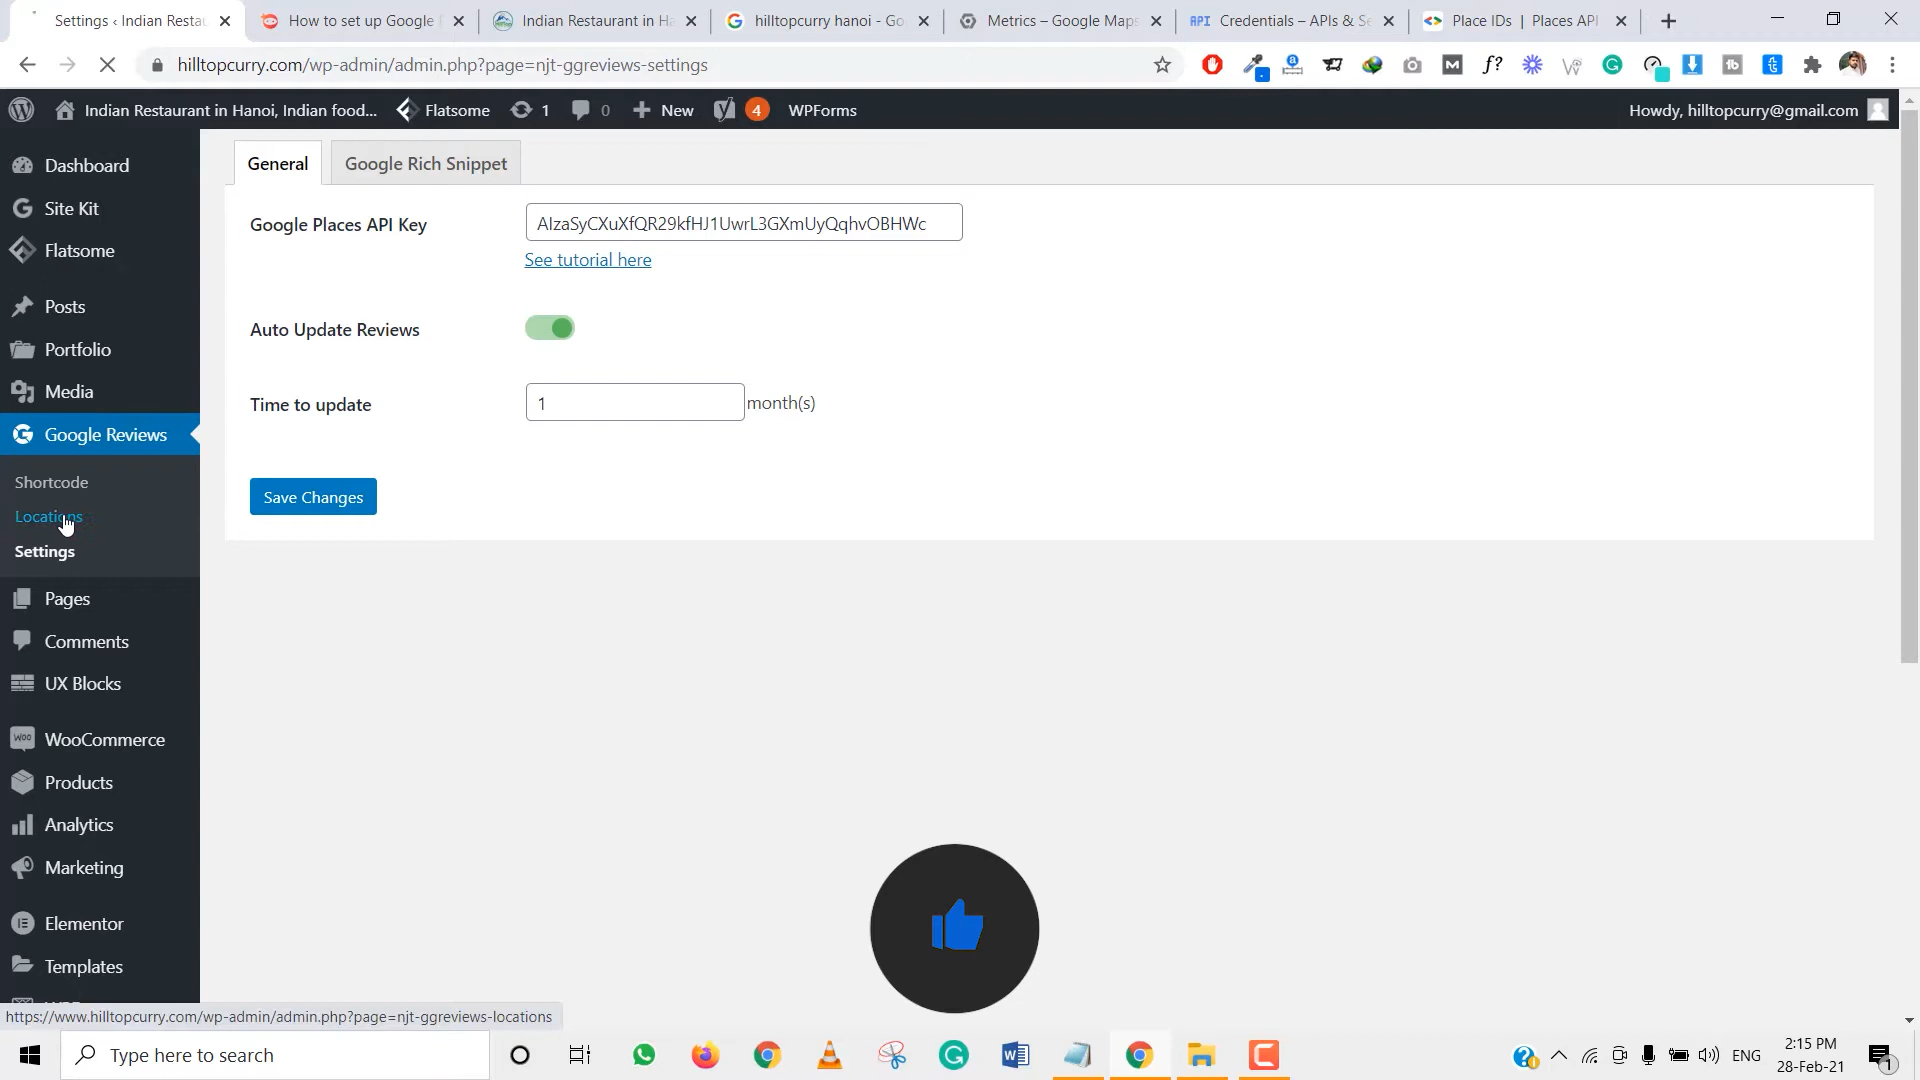 Settings ‹ Indian Restau
How to set up Google
Indian Restaurant in Ha
hilltopcurry hanoi - Go
Metrics – Google Maps
API Credentials – APIs & Se
Place IDs | Places API
hilltopcurry.com/wp-admin/admin.php?page=njt-ggreviews-settings
Indian Restaurant in Hanoi, Indian food...
Flatsome
1
0
New
4
WPForms
Howdy, hilltopcurry@gmail.com
Dashboard
Site Kit
Flatsome
Posts
Portfolio
Media
Google Reviews
Shortcode
Locations
Settings
Pages
Comments
UX Blocks
WooCommerce
Products
Analytics
Marketing
Elementor
Templates
General
Google Rich Snippet
Google Places API Key
AIzaSyCXuXfQR29kfHJ1UwrL3GXmUyQqhvOBHWc
See tutorial here
Auto Update Reviews
Time to update
1
month(s)
Save Changes
https://www.hilltopcurry.com/wp-admin/admin.php?page=njt-ggreviews-locations
Type here to search
ENG
2:15 PM
28-Feb-21
1